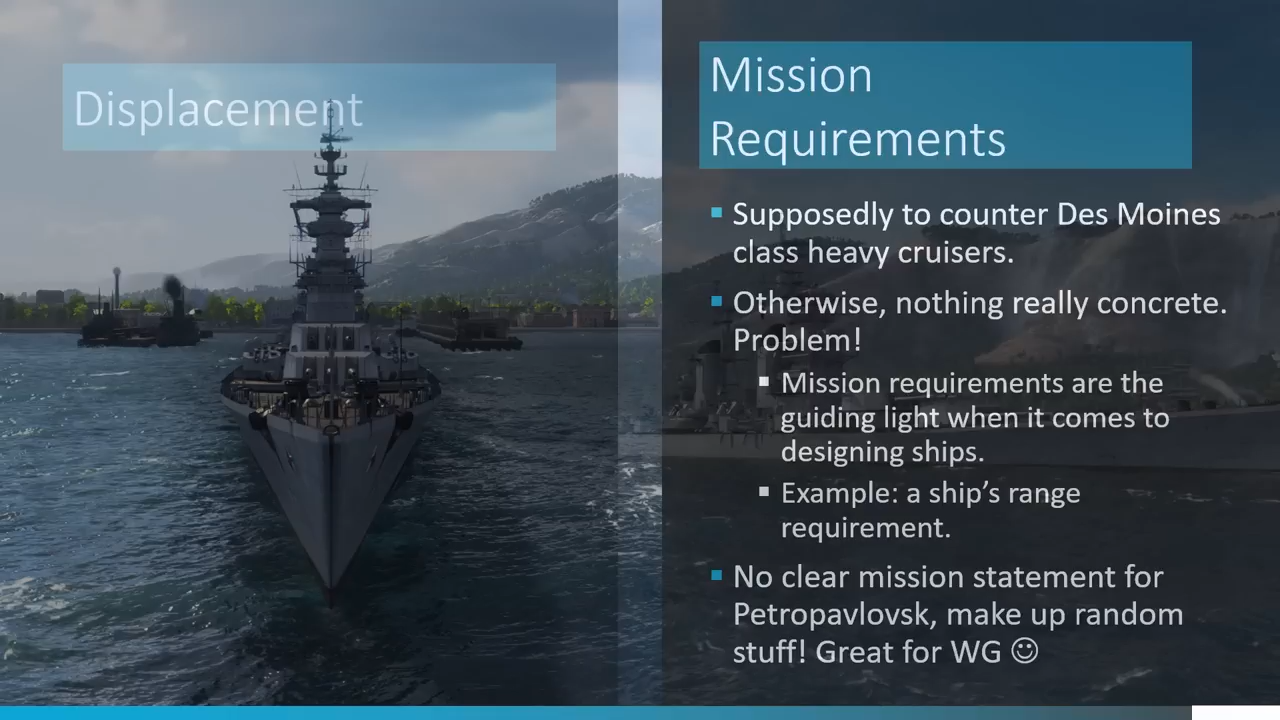 Displacement
Mission
Requirements
▪ Supposedly to counter Des Moines
class heavy cruisers.
▪ Otherwise, nothing really concrete.
Problem!
▪ Mission requirements are the
guiding light when it comes to
designing ships.
▪ Example: a ship’s range
requirement.
▪ No clear mission statement for
Petropavlovsk, make up random
stuff! Great for WG ☺